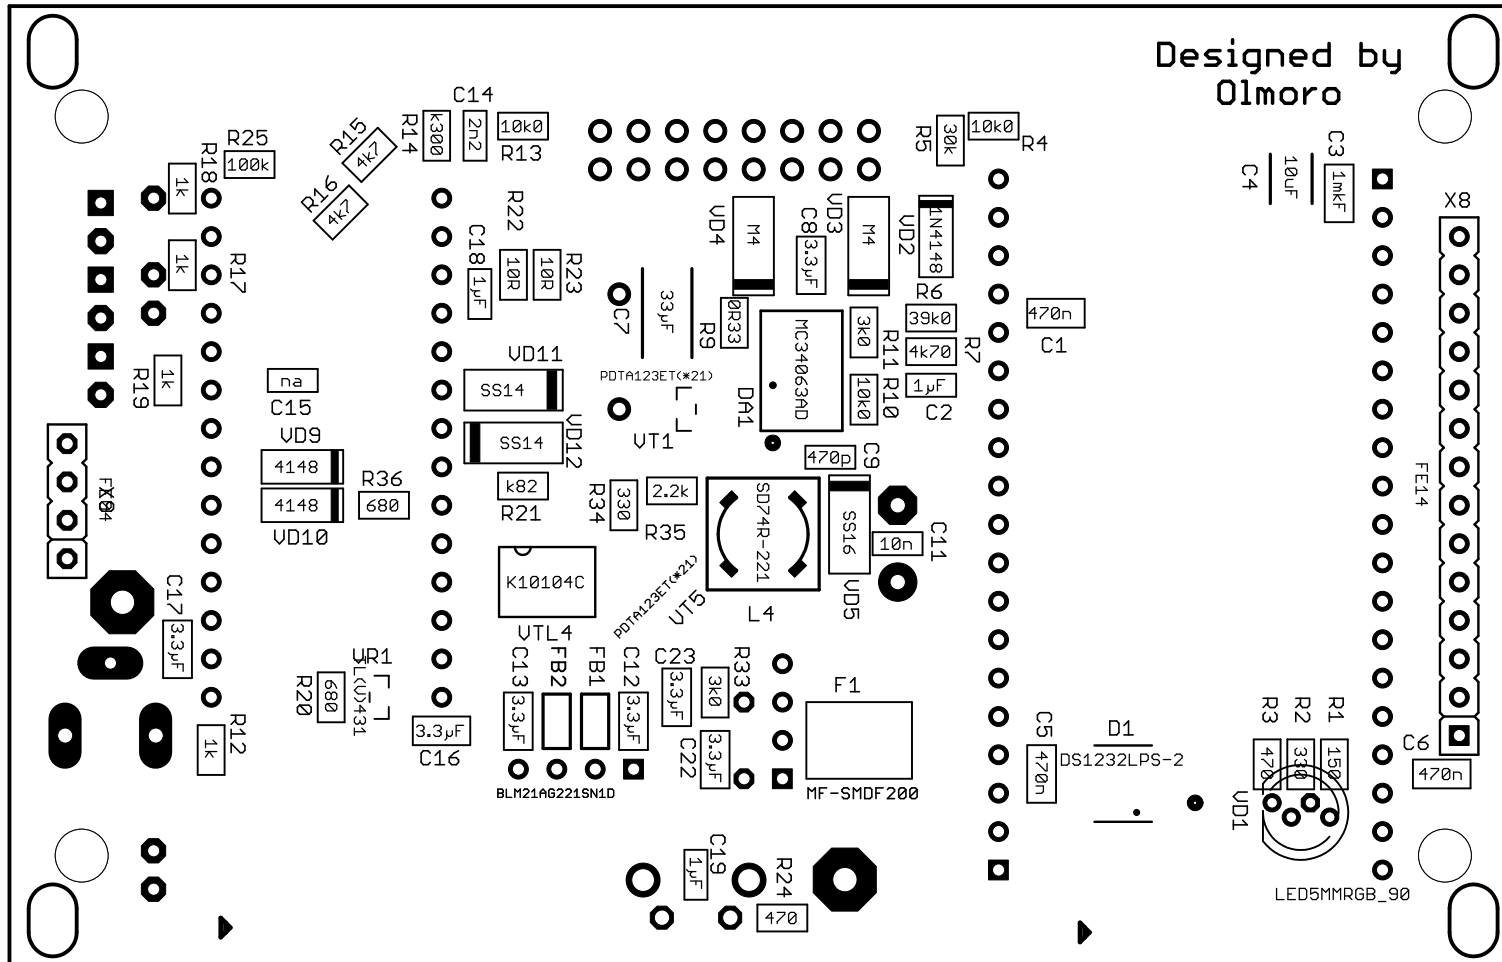 Designed by
Olmoro
C14
R15
R14
k300
2n2
10k0
R13
R25
100k
4k7
R18
1k
R16
4k7
R5
30k
10k0
R4
C3
C4
10uF
1mkF
X8
R22
C18
1µF
10R
10R
R23
R17
1k
VD4
M4
C8
3.3µF
VD3
M4
VD2
1N4148
C7
33µF
R9
0R33
MC34063AD
DA1
R6
39k0
3k0
R11
4k70
R7
10k0
R10
1µF
C2
470n
C1
R19
1k
na
C15
VD11
SS14
PDTA123ET(*21)
VT1
VD9
4148
SS14
VD12
470p
C9
4148
VD10
R36
680
k82
R21
R34
330
2.2k
R35
SD74R-221
L4
SS16
VD5
10n
C11
FE14
K10104C
VTL4
PDTA123ET(*21)
VT5
C17
3.3µF
R20
680
UR1
C13
FB2
FB1
C12
3.3µF
3.3µF
C23
3.3µF
3k0
R33
F1
C22
3.3µF
3.3µF
C16
R12
1k
BLM21AG221SN1D
MF-SMDF200
C5
470n
D1
DS1232LPS-2
R3
R2
R1
470
330
150
VD1
C6
470n
C19
1µF
R24
470
LED5MMRGB_90